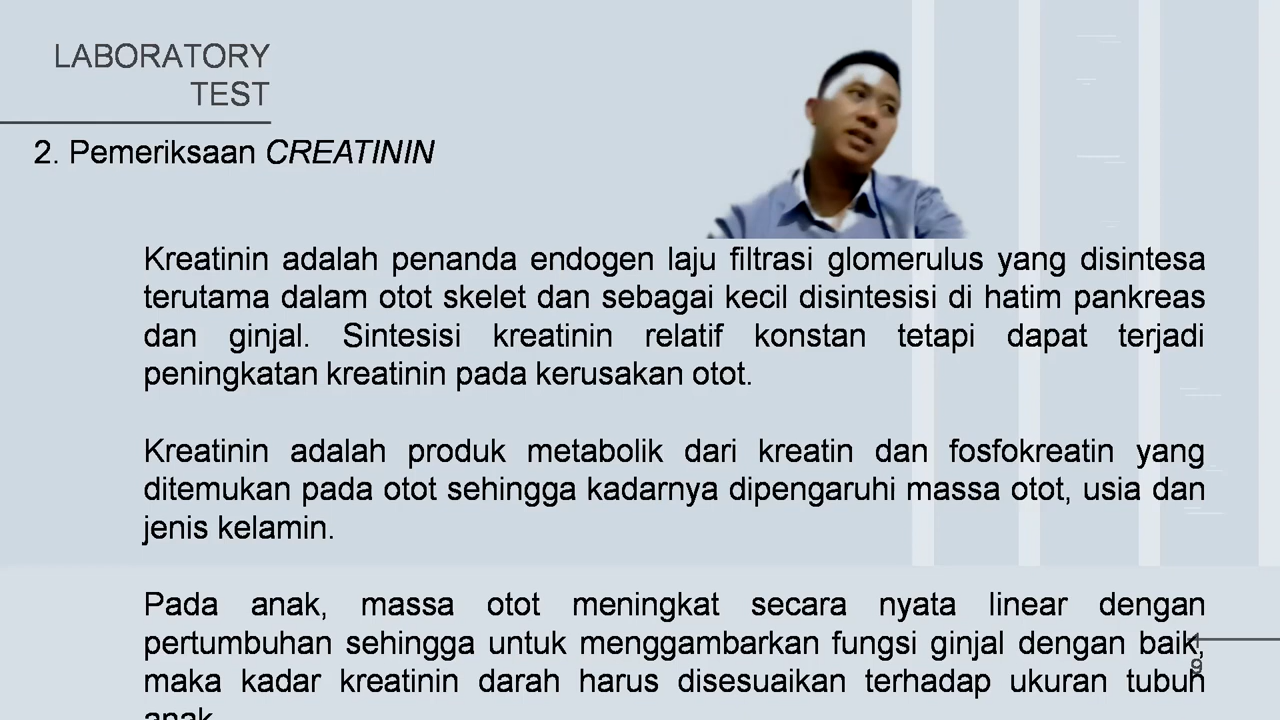 LABORATORY
TEST
2. Pemeriksaan CREATININ
Kreatinin adalah penanda endogen laju filtrasi glomerulus yang disintesa
terutama dalam otot skelet dan sebagai kecil disintesisi di hatim pankreas
dan ginjal. Sintesisi kreatinin relatif konstan tetapi dapat terjadi
peningkatan kreatinin pada kerusakan otot.
Kreatinin adalah produk metabolik dari kreatin dan fosfokreatin yang
ditemukan pada otot sehingga kadarnya dipengaruhi massa otot, usia dan
jenis kelamin.
Pada anak, massa otot meningkat secara nyata linear dengan
pertumbuhan sehingga untuk menggambarkan fungsi ginjal dengan baik,
maka kadar kreatinin darah harus disesuaikan terhadap ukuran tubuh
anak
1
9